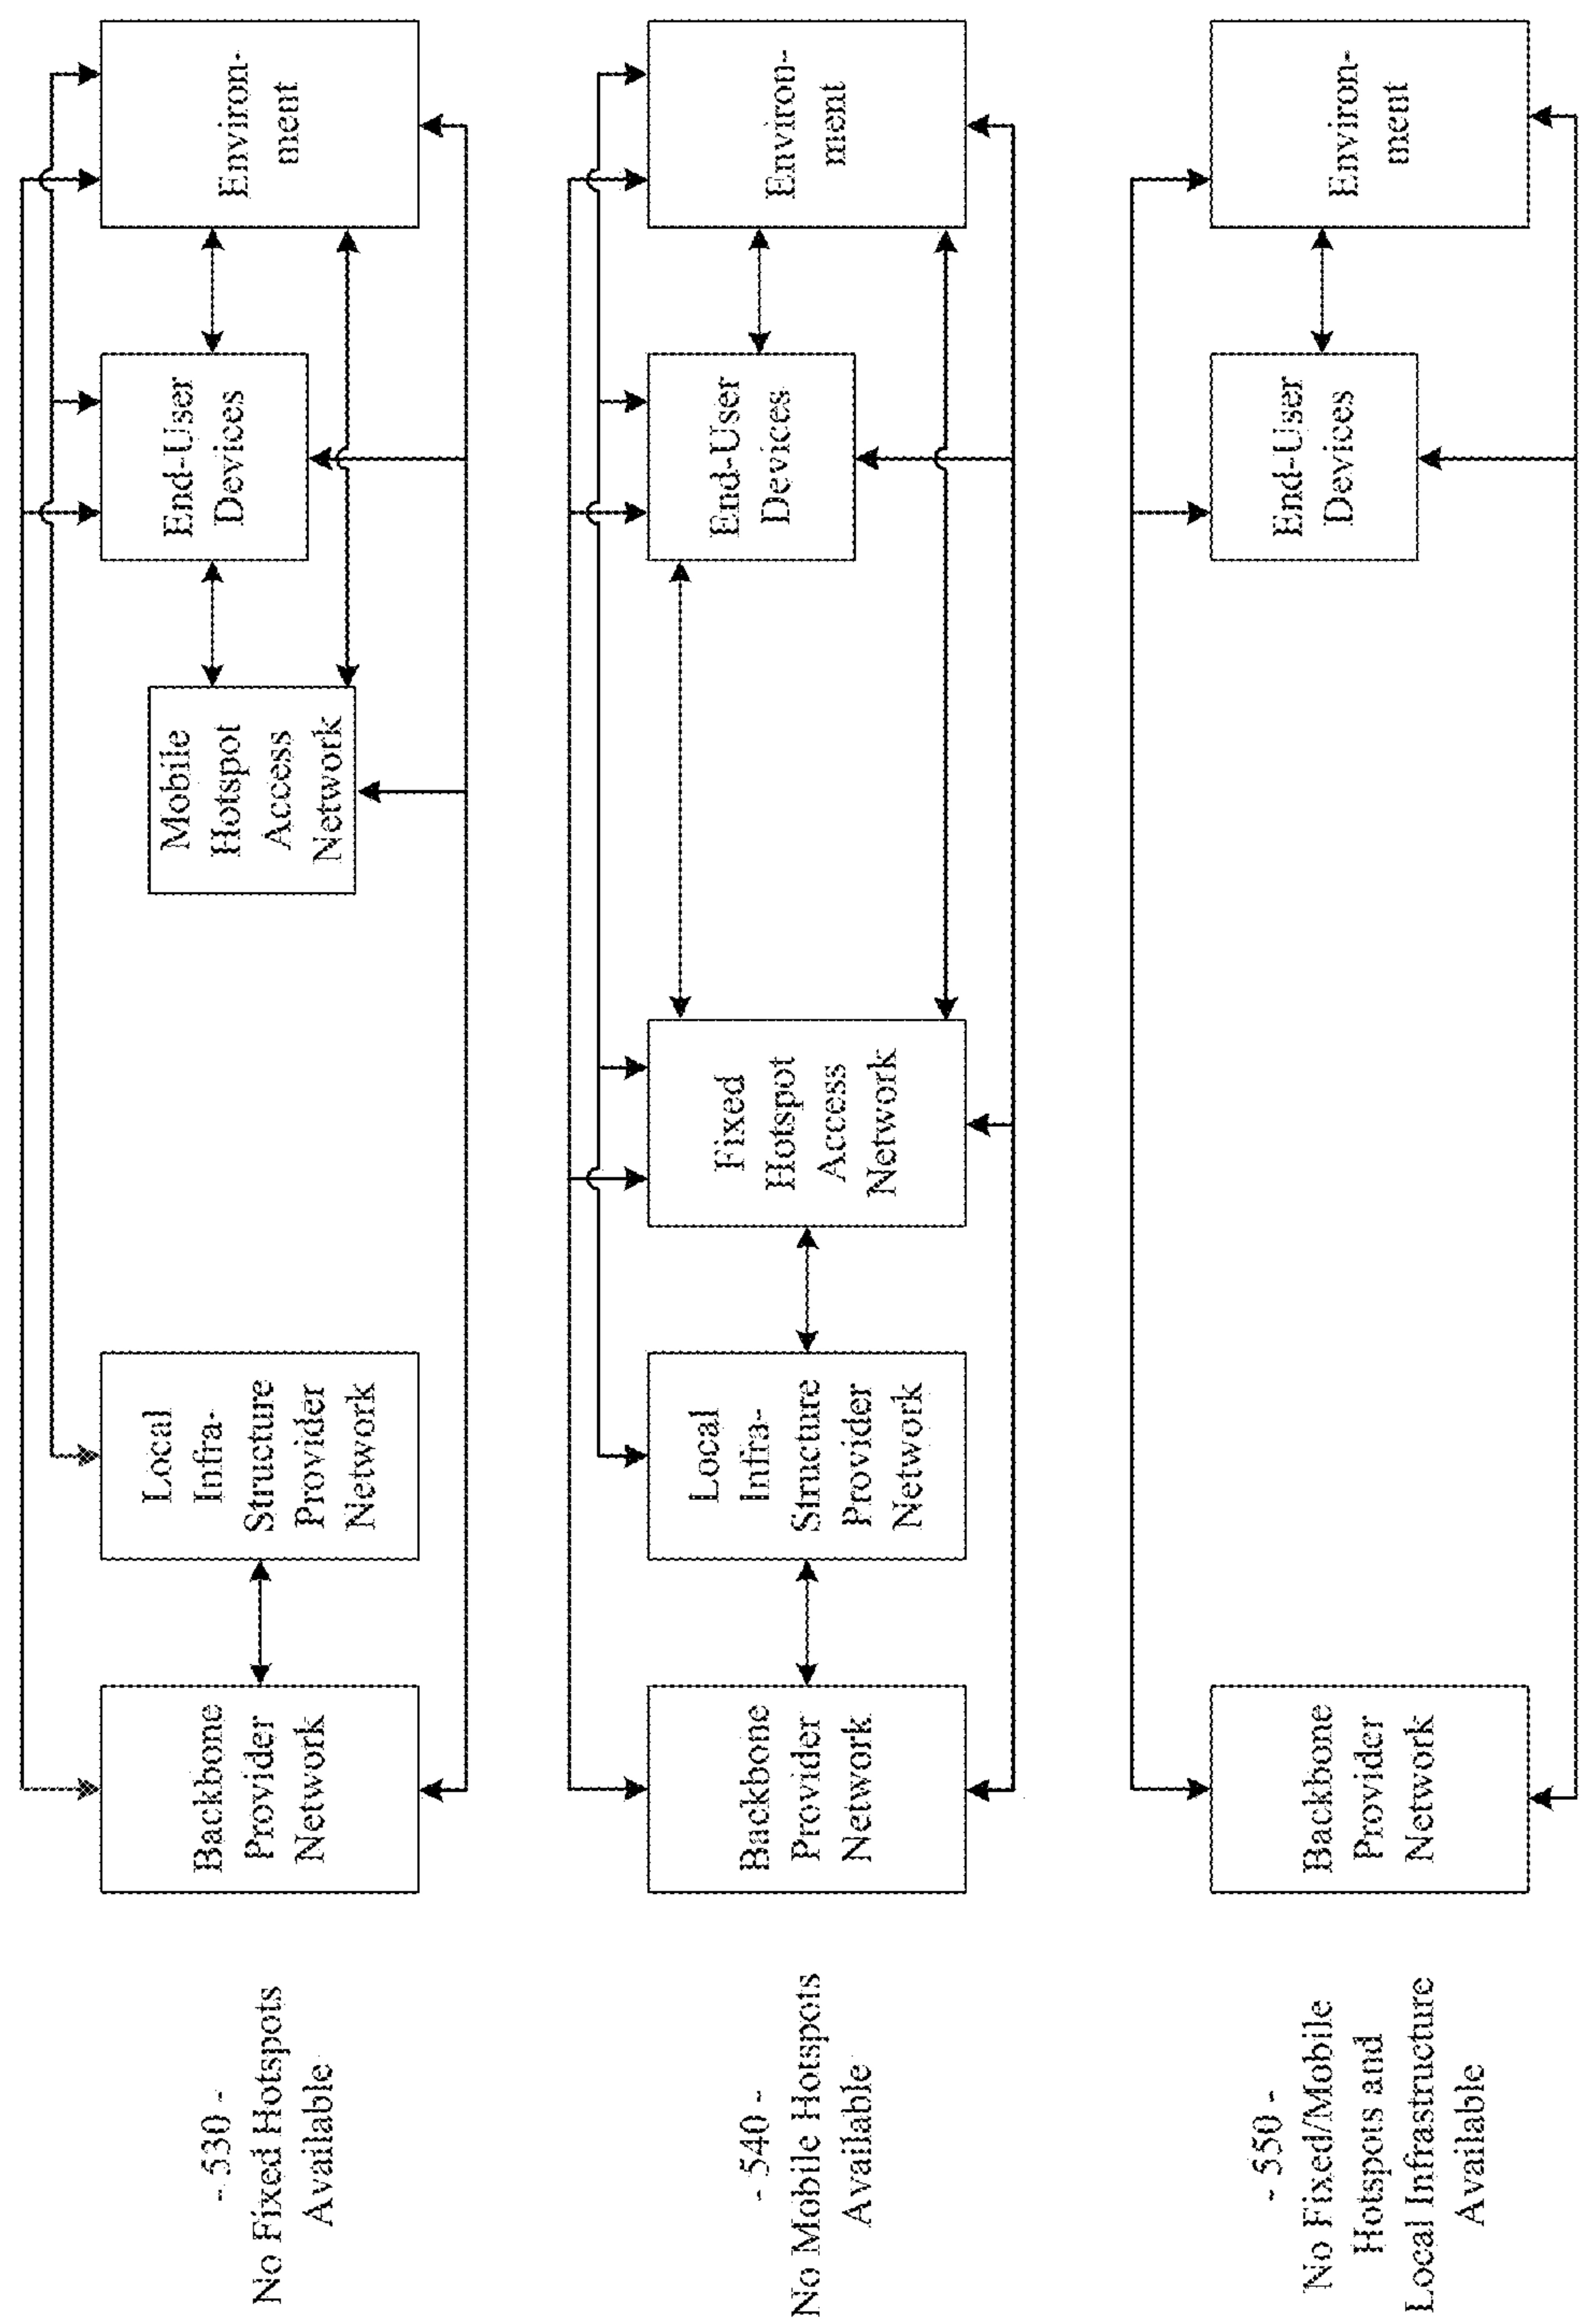 - 530 -
No Fixed Hotspots
Available
Backbone
Provider
Network
Local
Infra-
Structure
Provider
Network
Mobile
Hotspot
Access
Network
End-User
Devices
Environ-
ment
- 540 -
No Mobile Hotspots
Available
Backbone
Provider
Network
Local
Infra-
Structure
Provider
Network
Fixed
Hotspot
Access
Network
End-User
Devices
Environ-
ment
- 550 -
No Fixed/Mobile
Hotspots and
Local Infrastructure
Available
Backbone
Provider
Network
End-User
Devices
Environ-
ment